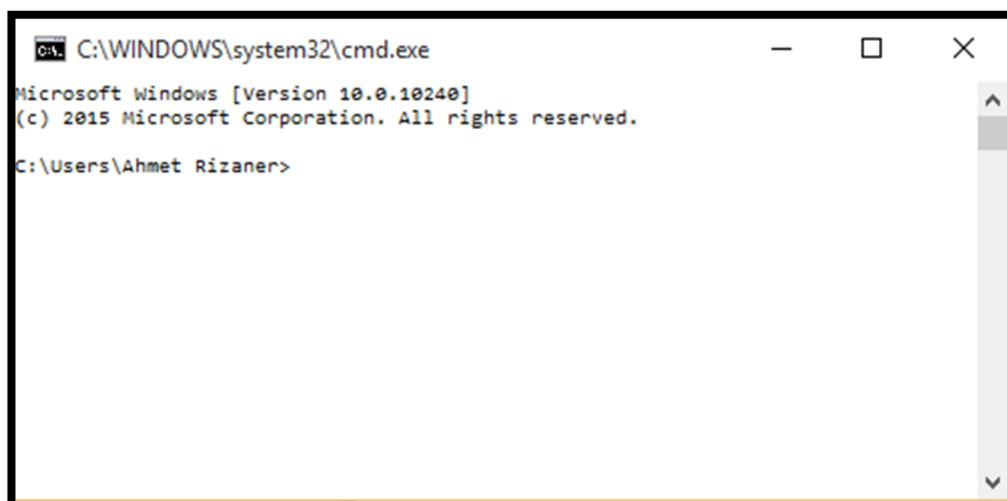 C:\WINDOWS\system32\cmd.exe
Microsoft Windows [Version 10.0.10240]
(c) 2015 Microsoft Corporation. All rights reserved.
C:\Users\Ahmet Rizaner>